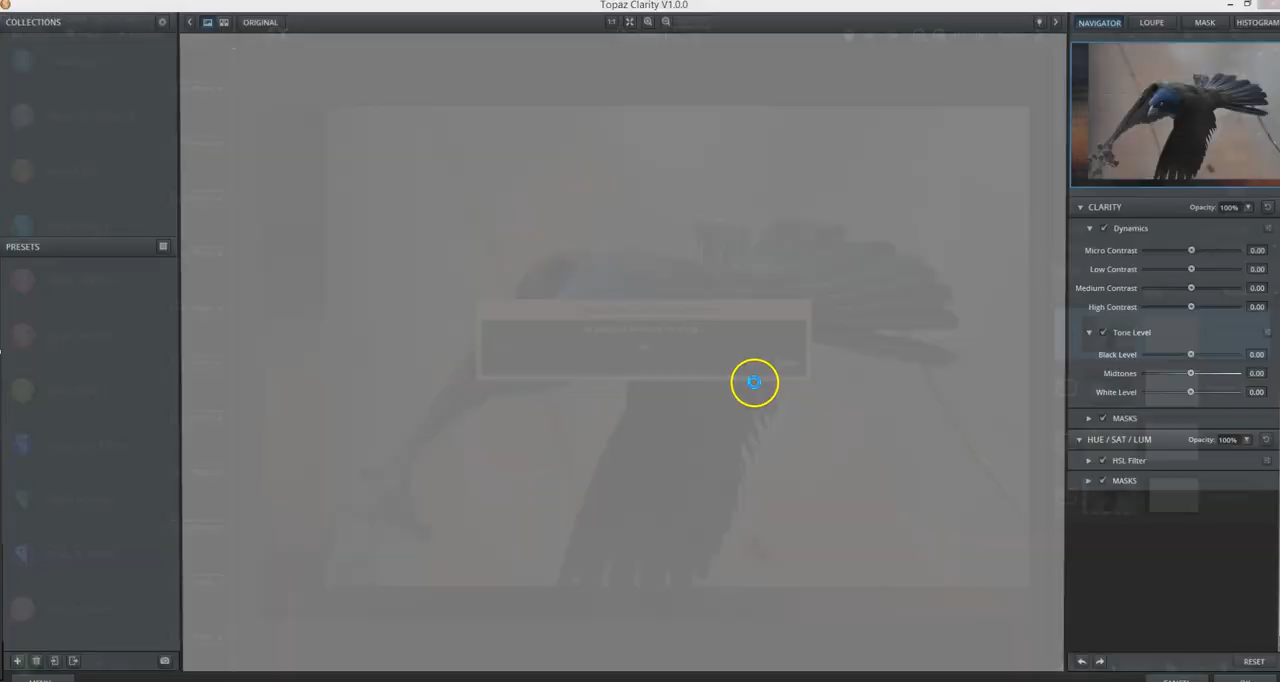 Topaz Clarity V1.0.0
COLLECTIONS
ORIGINAL
1:1
NAVIGATOR
LOUPE
MASK
HISTOGRAM
CLARITY
Opacity: 100%
Dynamics
Micro Contrast 0.00
Low Contrast 0.00
Medium Contrast 0.00
High Contrast 0.00
Tone Level
Black Level 0.00
Midtones 0.00
White Level 0.00
MASKS
HUE / SAT / LUM
Opacity: 100%
HSL Filter
MASKS
PRESETS
RESET
MENU
CANCEL
OK